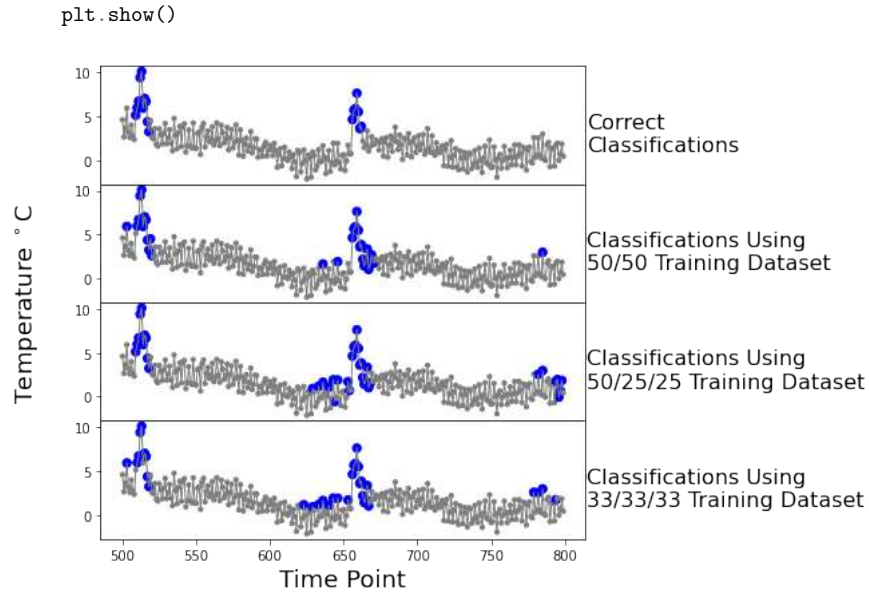 plt.show()
10
5
0
Correct
Classifications
10
5
0
Classifications Using
50/50 Training Dataset
10
5
0
Classifications Using
50/25/25 Training Dataset
10
5
0
Classifications Using
33/33/33 Training Dataset
500 550 600 650 700 750 800
Time Point
Temperature °C